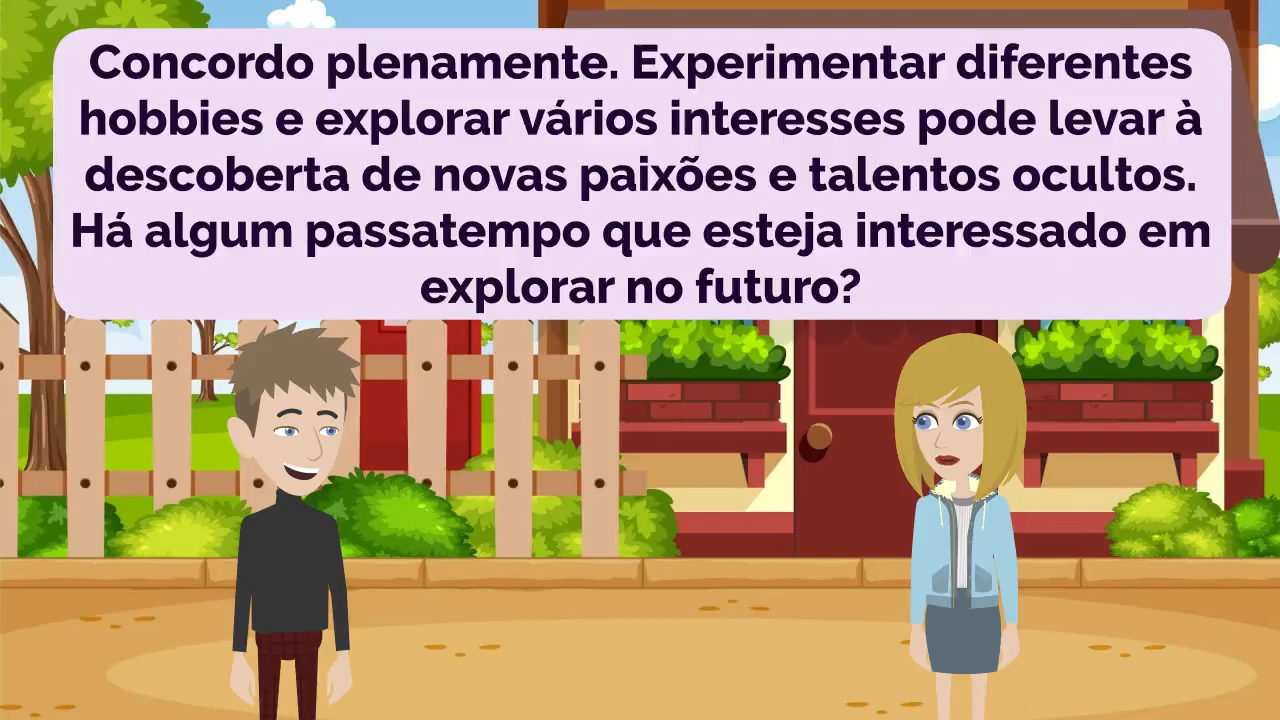 Concordo plenamente. Experimentar diferentes
hobbies e explorar vários interesses pode levar à
descoberta de novas paixões e talentos ocultos.
Há algum passatempo que esteja interessado em
explorar no futuro?